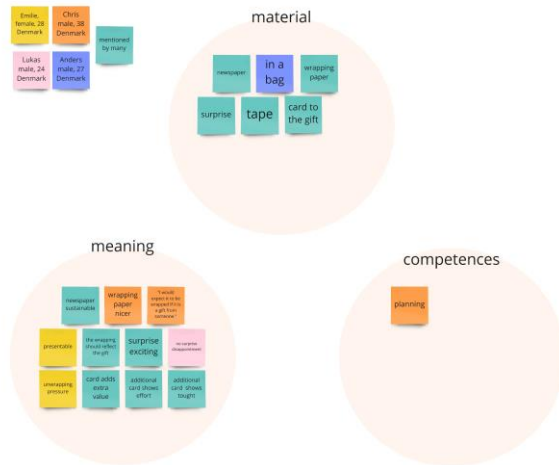 Emilie,
female, 28
Denmark
Chris
male, 38
Denmark
mentioned
by many
Lukas
male, 24
Denmark
Anders
male, 27
Denmark
material
newspaper
in a
bag
wrapping
paper
surprise
tape
card to
the gift
meaning
newspaper
sustainable
wrapping
paper
nicer
"I would
expect it to be
wrapped if it is
a gift from
someone"
presentable
the wrapping
should reflect
the gift
surprise
exciting
no surprise
disappointment
unwrapping
pressure
card adds
extra
value
additional
card shows
effort
additional
card shows
tought
competences
planning